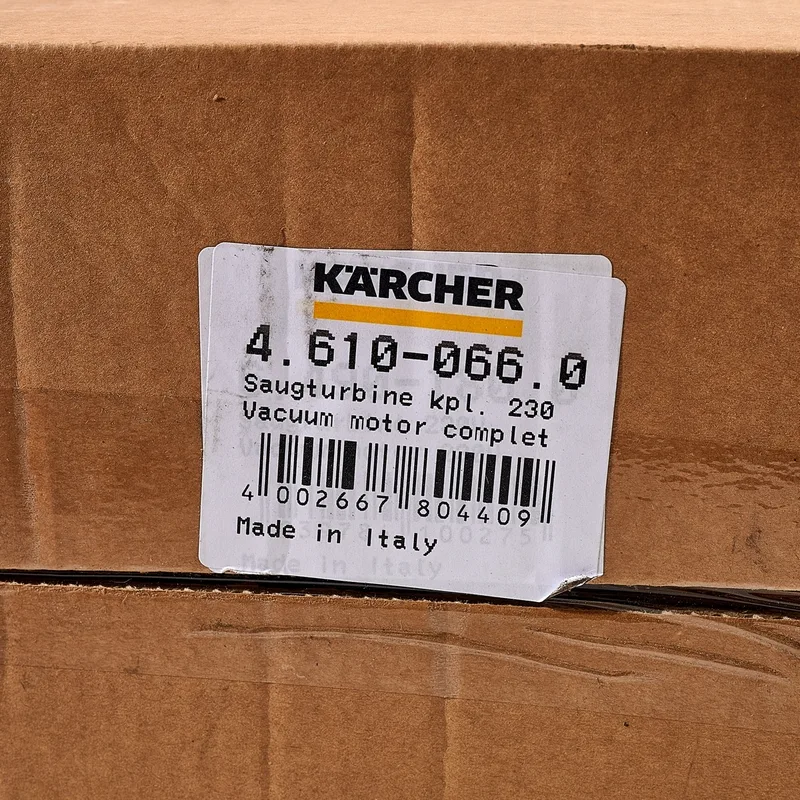 KÄRCHER
4.610-066.0
Saugturbine kpl. 230
Vacuum motor complet
4 002667 804409
Made in Italy